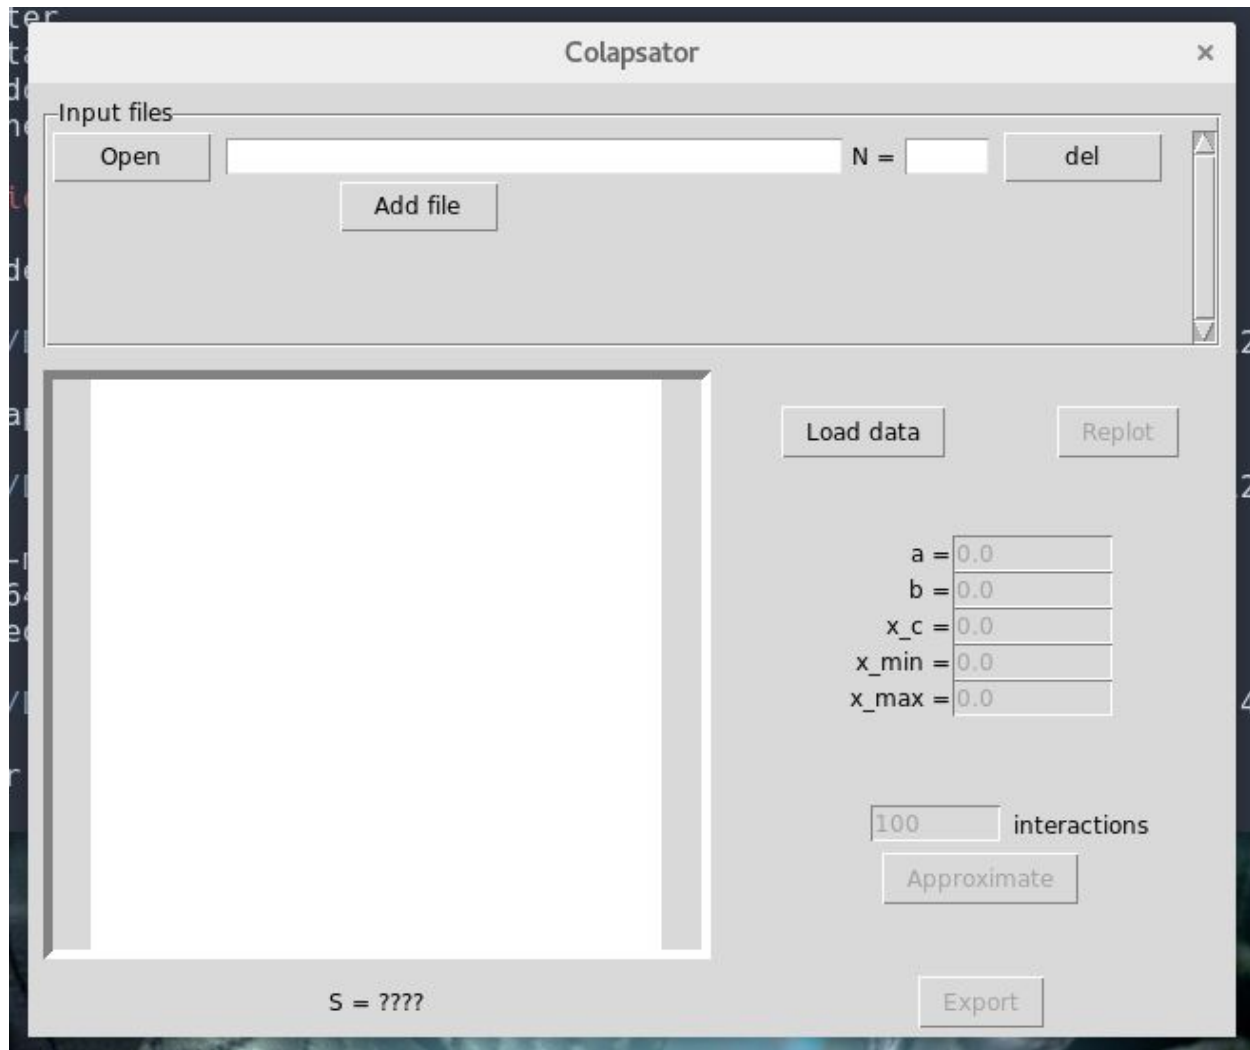 Colapsator
Input files
Open N = del
Add file
Load data Replot
a = 0.0
b = 0.0
x_c = 0.0
x_min = 0.0
x_max = 0.0
100 interactions
Approximate
S = ???? Export